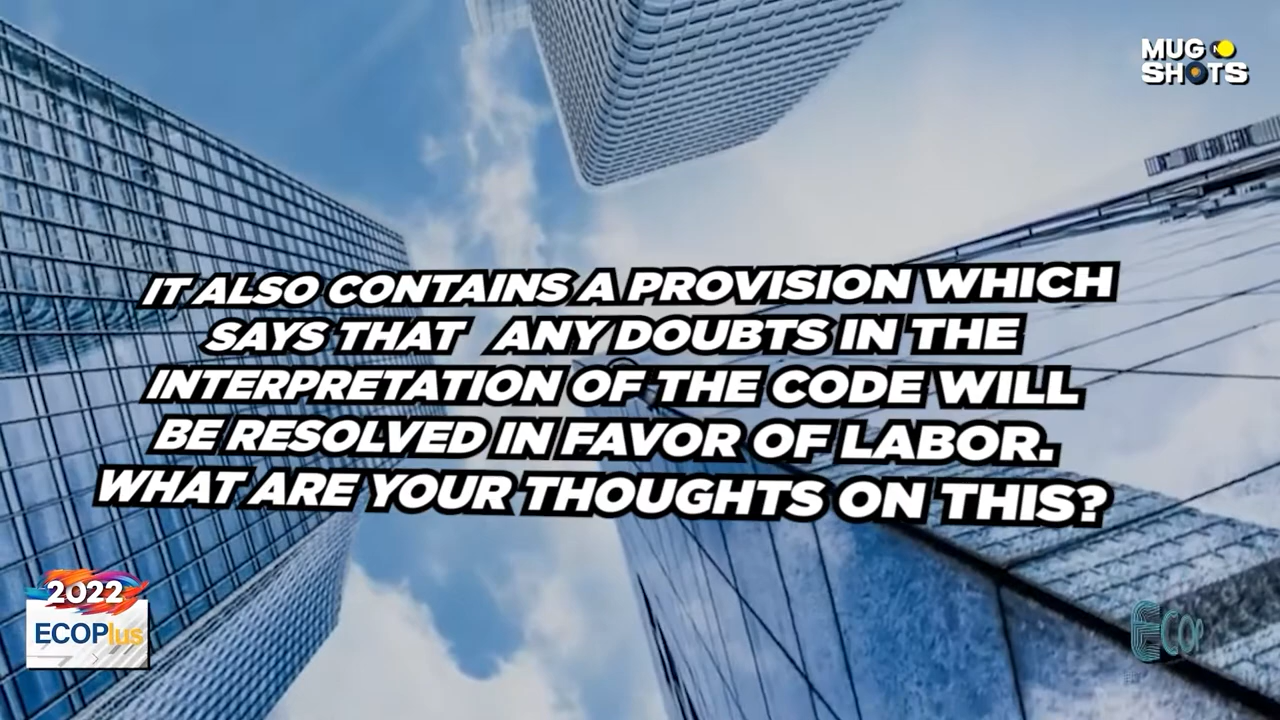 MUG N
SHOTS
IT ALSO CONTAINS A PROVISION WHICH
SAYS THAT ANY DOUBTS IN THE
INTERPRETATION OF THE CODE WILL
BE RESOLVED IN FAVOR OF LABOR.
WHAT ARE YOUR THOUGHTS ON THIS?
2022
ECOPlus
ECOP